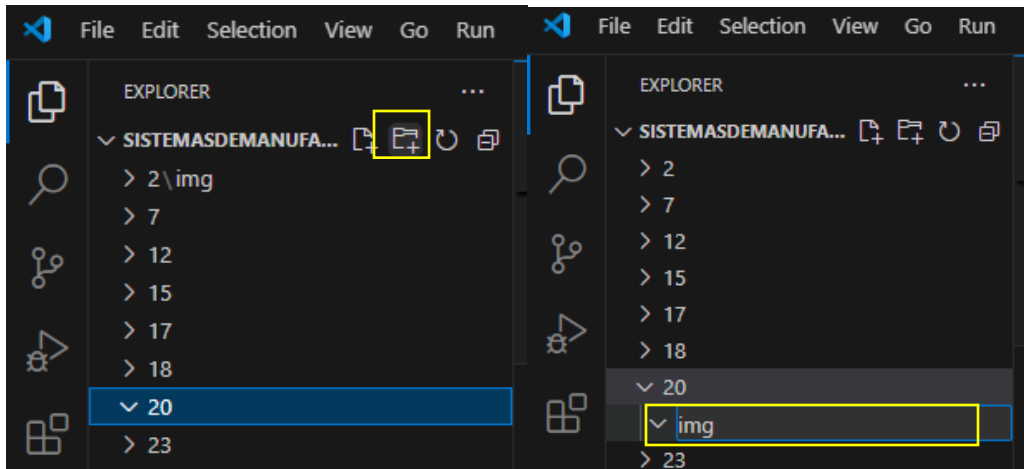 File Edit Selection View Go Run
EXPLORER
SISTEMASDEMANUFA...
2\img
7
12
15
17
18
20
23
File Edit Selection View Go Run
EXPLORER
SISTEMASDEMANUFA...
2
7
12
15
17
18
20
img
23